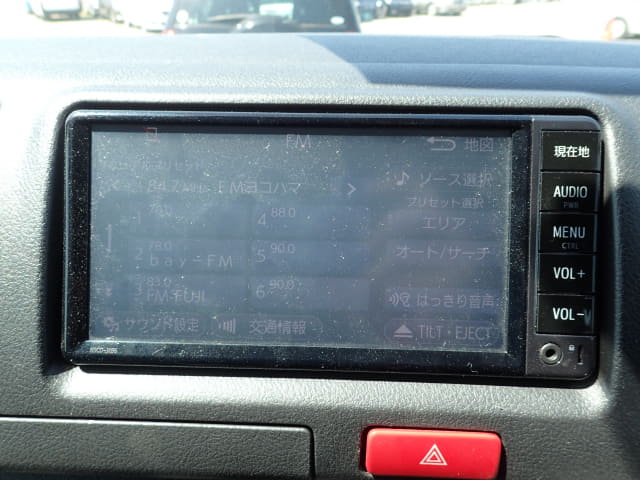 FM
地図
84.7MHz FMヨコハマ
ソース選択
プリセット選択
4 88.0
エリア
78.0
2 bay-FM
5 90.0
オート/サーチ
FM-FUJI
6 90.0
はっきり音声
サウンド設定
交通情報
TILT・EJECT
現在地
AUDIO
PWR
MENU
CTRL
VOL+
VOL-